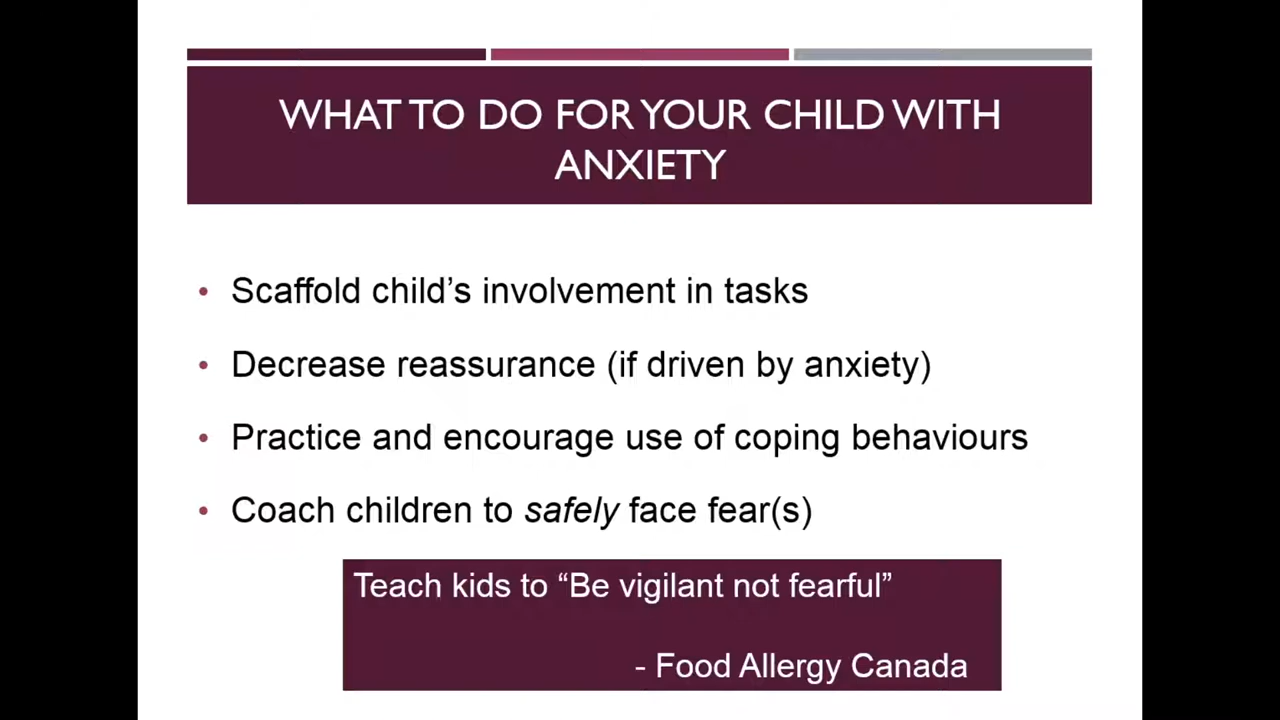 WHAT TO DO FOR YOUR CHILD WITH
ANXIETY
• Scaffold child’s involvement in tasks
• Decrease reassurance (if driven by anxiety)
• Practice and encourage use of coping behaviours
• Coach children to safely face fear(s)
Teach kids to “Be vigilant not fearful”
- Food Allergy Canada